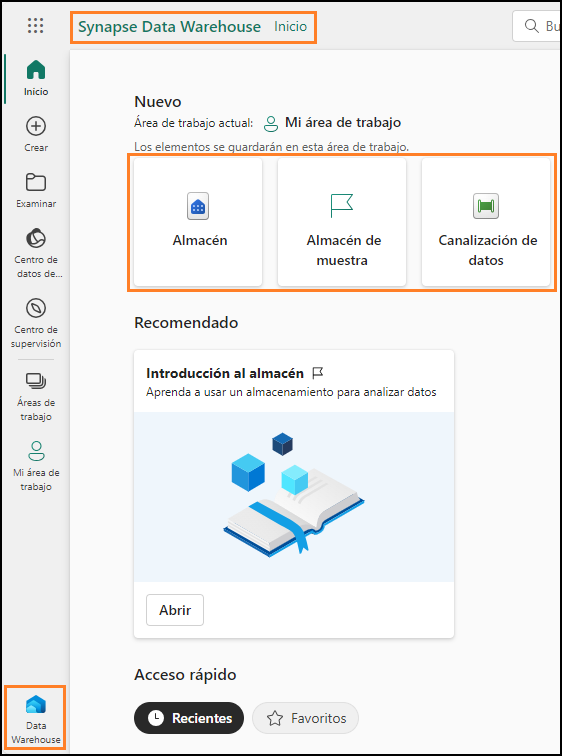 Synapse Data Warehouse Inicio
Inicio
Crear
Examinar
Centro de
datos de...
Centro de
supervisión
Áreas de
trabajo
Mi área de
trabajo
Data
Warehouse
Nuevo
Área de trabajo actual: Mi área de trabajo
Los elementos se guardarán en esta área de trabajo.
Almacén
Almacén de
muestra
Canalización de
datos
Recomendado
Introducción al almacén
Aprenda a usar un almacenamiento para analizar datos
Abrir
Acceso rápido
Recientes
Favoritos